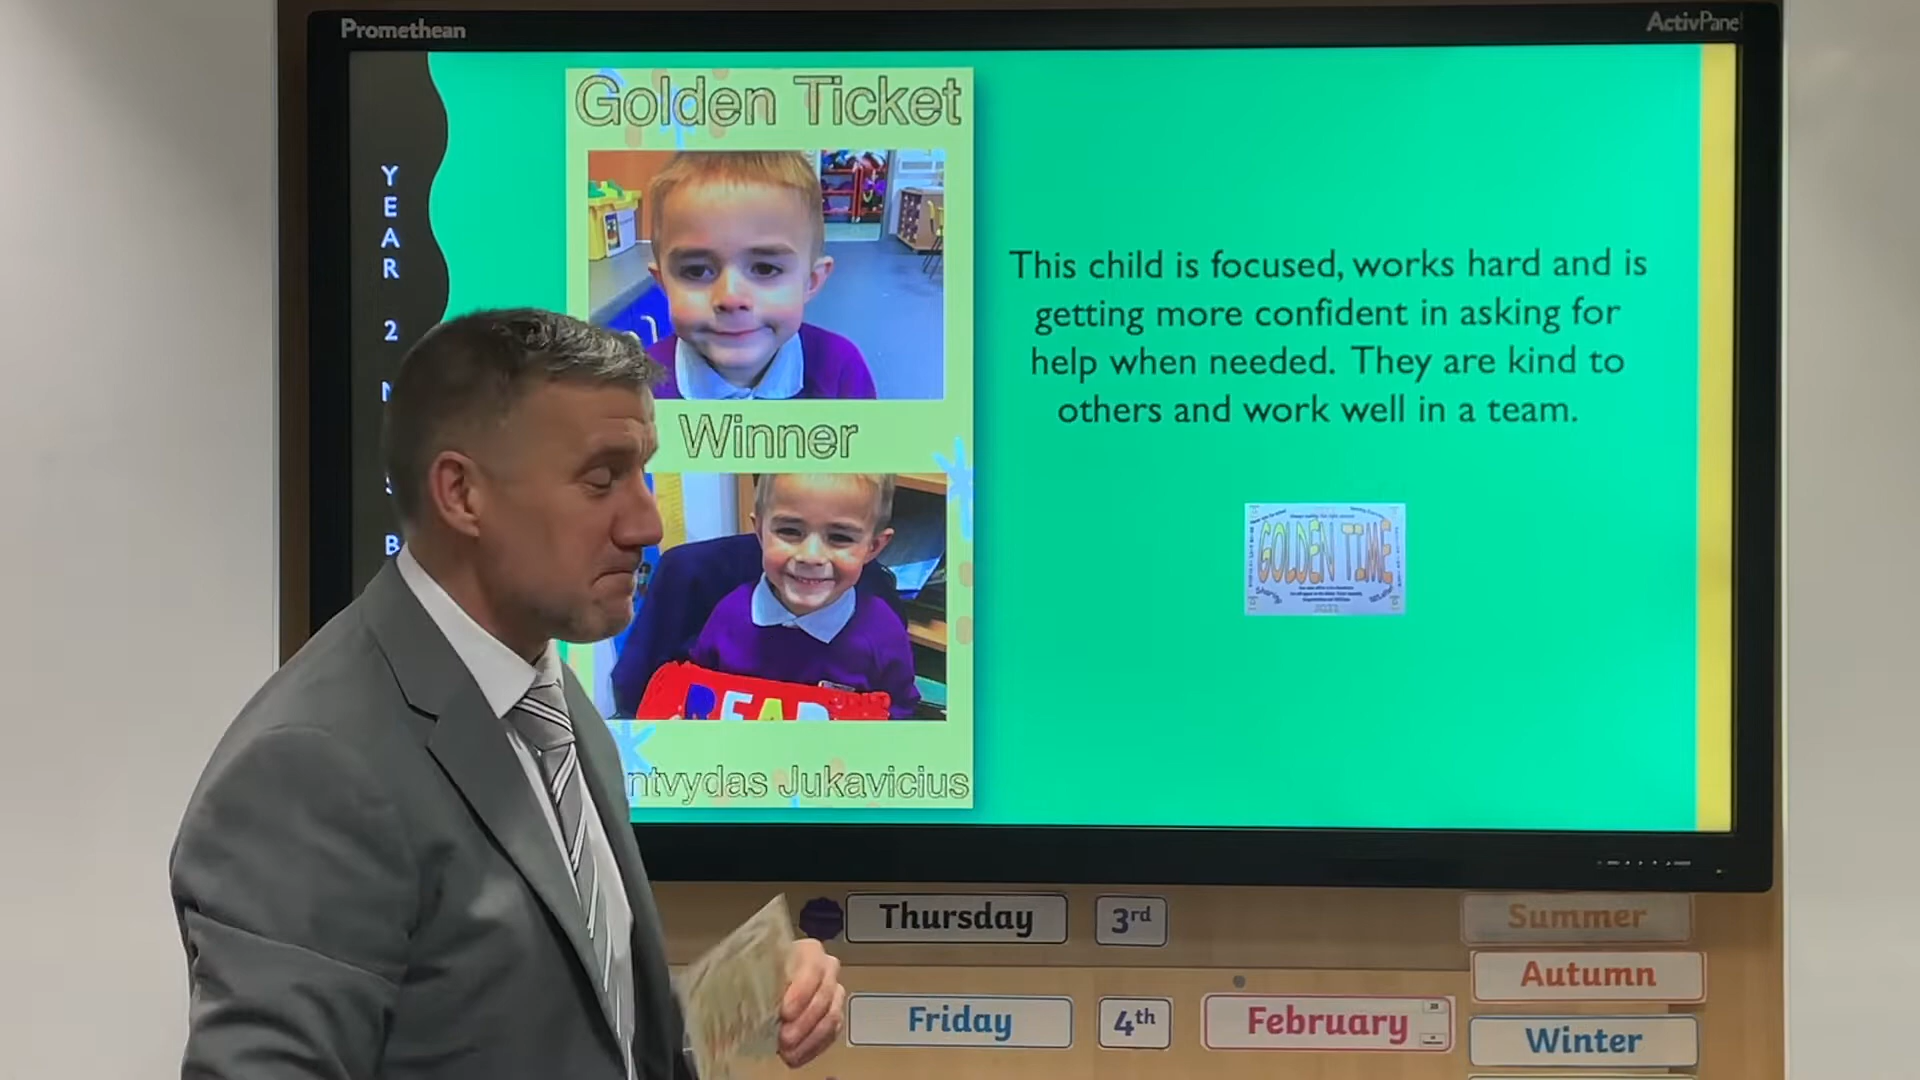 Promethean
ActivPanel
YEAR 2
Golden Ticket
Winner
READ
Jukavicius
This child is focused, works hard and is
getting more confident in asking for
help when needed. They are kind to
others and work well in a team.
GOLDEN TIME
Sharing
Thursday
3rd
Summer
Autumn
Friday
4th
February
Winter